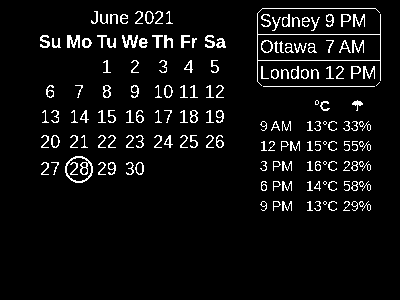 June 2021
Su Mo Tu We Th Fr Sa
1 2 3 4 5
6 7 8 9 10 11 12
13 14 15 16 17 18 19
20 21 22 23 24 25 26
27 28 29 30
Sydney 9 PM
Ottawa 7 AM
London 12 PM
°C
9 AM 13°C 33%
12 PM 15°C 55%
3 PM 16°C 28%
6 PM 14°C 58%
9 PM 13°C 29%